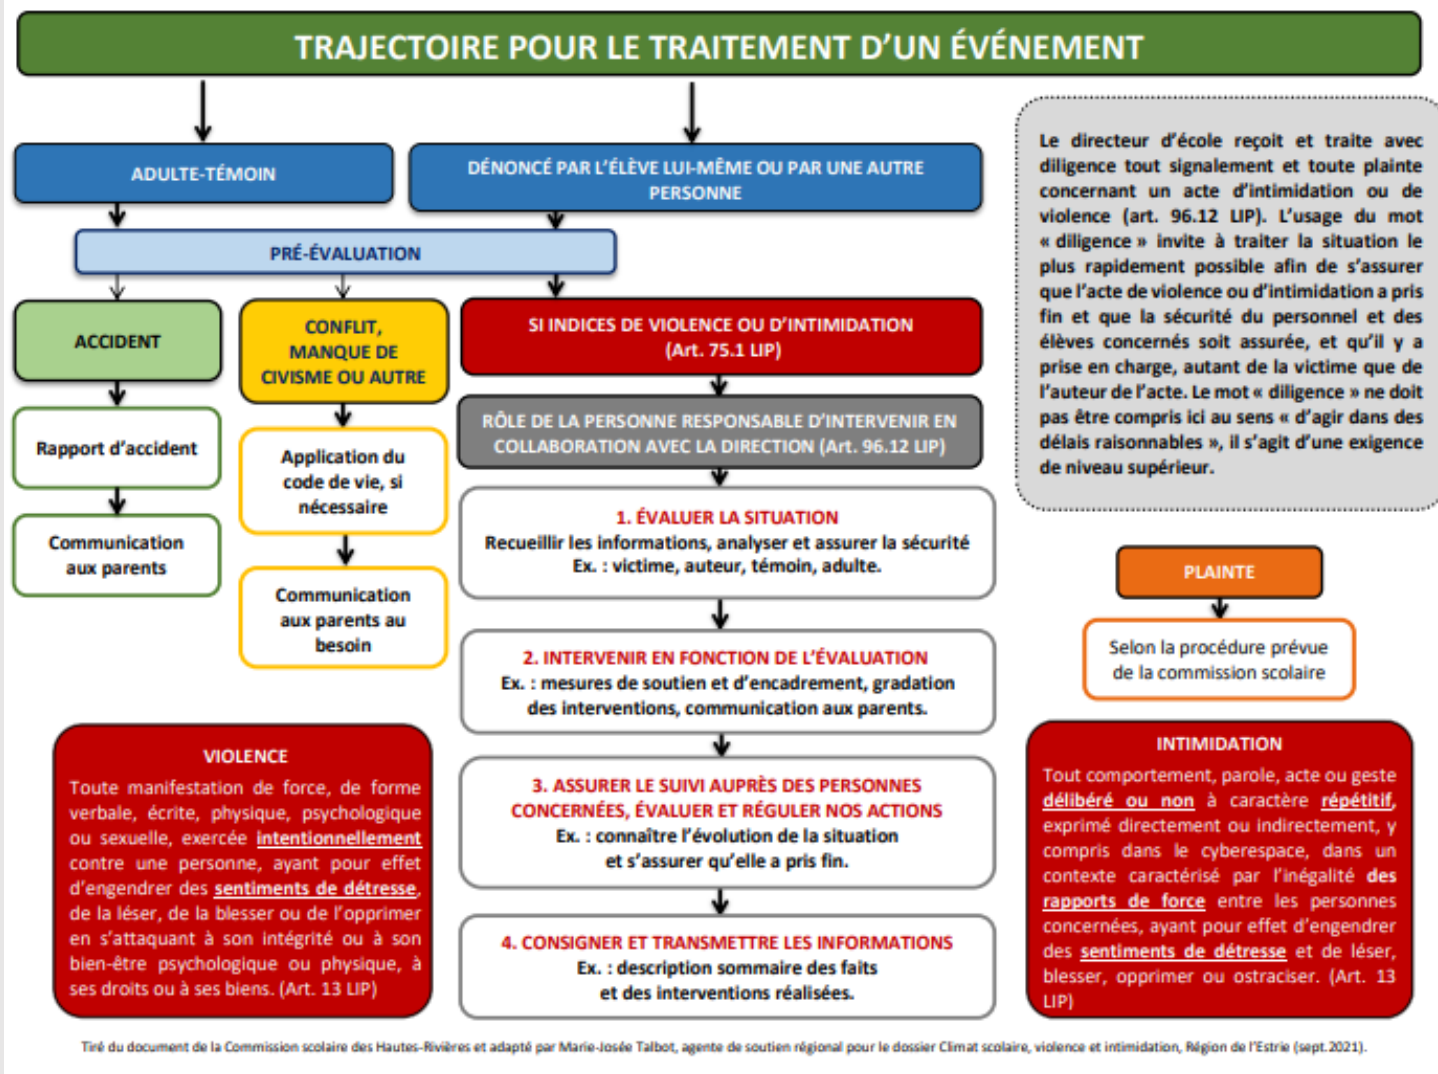 TRAJECTOIRE POUR LE TRAITEMENT D’UN ÉVÉNEMENT
ADULTE-TÉMOIN
DÉNONCÉ PAR L’ÉLÈVE LUI-MÊME OU PAR UNE AUTRE
PERSONNE
PRÉ-ÉVALUATION
ACCIDENT
Rapport d’accident
Communication
aux parents
CONFLIT,
MANQUE DE
CIVISME OU AUTRE
Application du
code de vie, si
nécessaire
Communication
aux parents au
besoin
SI INDICES DE VIOLENCE OU D’INTIMIDATION
(Art. 75.1 LIP)
RÔLE DE LA PERSONNE RESPONSABLE D’INTERVENIR EN
COLLABORATION AVEC LA DIRECTION (Art. 96.12 LIP)
1. ÉVALUER LA SITUATION
Recueillir les informations, analyser et assurer la sécurité
Ex. : victime, auteur, témoin, adulte.
2. INTERVENIR EN FONCTION DE L’ÉVALUATION
Ex. : mesures de soutien et d’encadrement, gradation
des interventions, communication aux parents.
3. ASSURER LE SUIVI AUPRÈS DES PERSONNES
CONCERNÉES, ÉVALUER ET RÉGULER NOS ACTIONS
Ex. : connaître l’évolution de la situation
et s’assurer qu’elle a pris fin.
4. CONSIGNER ET TRANSMETTRE LES INFORMATIONS
Ex. : description sommaire des faits
et des interventions réalisées.
Le directeur d’école reçoit et traite avec
diligence tout signalement et toute plainte
concernant un acte d’intimidation ou de
violence (art. 96.12 LIP). L’usage du mot
« diligence » invite à traiter la situation le
plus rapidement possible afin de s’assurer
que l’acte de violence ou d’intimidation a pris
fin et que la sécurité du personnel et des
élèves concernés soit assurée, et qu’il y a
prise en charge, autant de la victime que de
l’auteur de l’acte. Le mot « diligence » ne doit
pas être compris ici au sens « d’agir dans des
délais raisonnables », il s’agit d’une exigence
de niveau supérieur.
PLAINTE
Selon la procédure prévue
de la commission scolaire
VIOLENCE
Toute manifestation de force, de forme
verbale, écrite, physique, psychologique
ou sexuelle, exercée intentionnellement
contre une personne, ayant pour effet
d’engendrer des sentiments de détresse,
de la léser, de la blesser ou de l’opprimer
en s’attaquant à son intégrité ou à son
bien-être psychologique ou physique, à
ses droits ou à ses biens. (Art. 13 LIP)
INTIMIDATION
Tout comportement, parole, acte ou geste
délibéré ou non à caractère répétitif,
exprimé directement ou indirectement, y
compris dans le cyberespace, dans un
contexte caractérisé par l’inégalité des
rapports de force entre les personnes
concernées, ayant pour effet d’engendrer
des sentiments de détresse et de léser,
blesser, opprimer ou ostraciser. (Art. 13
LIP)
Tiré du document de la Commission scolaire des Hautes-Rivières et adapté par Marie-Josée Talbot, agente de soutien régional pour le dossier Climat scolaire, violence et intimidation, Région de l’Estrie (sept.2021).